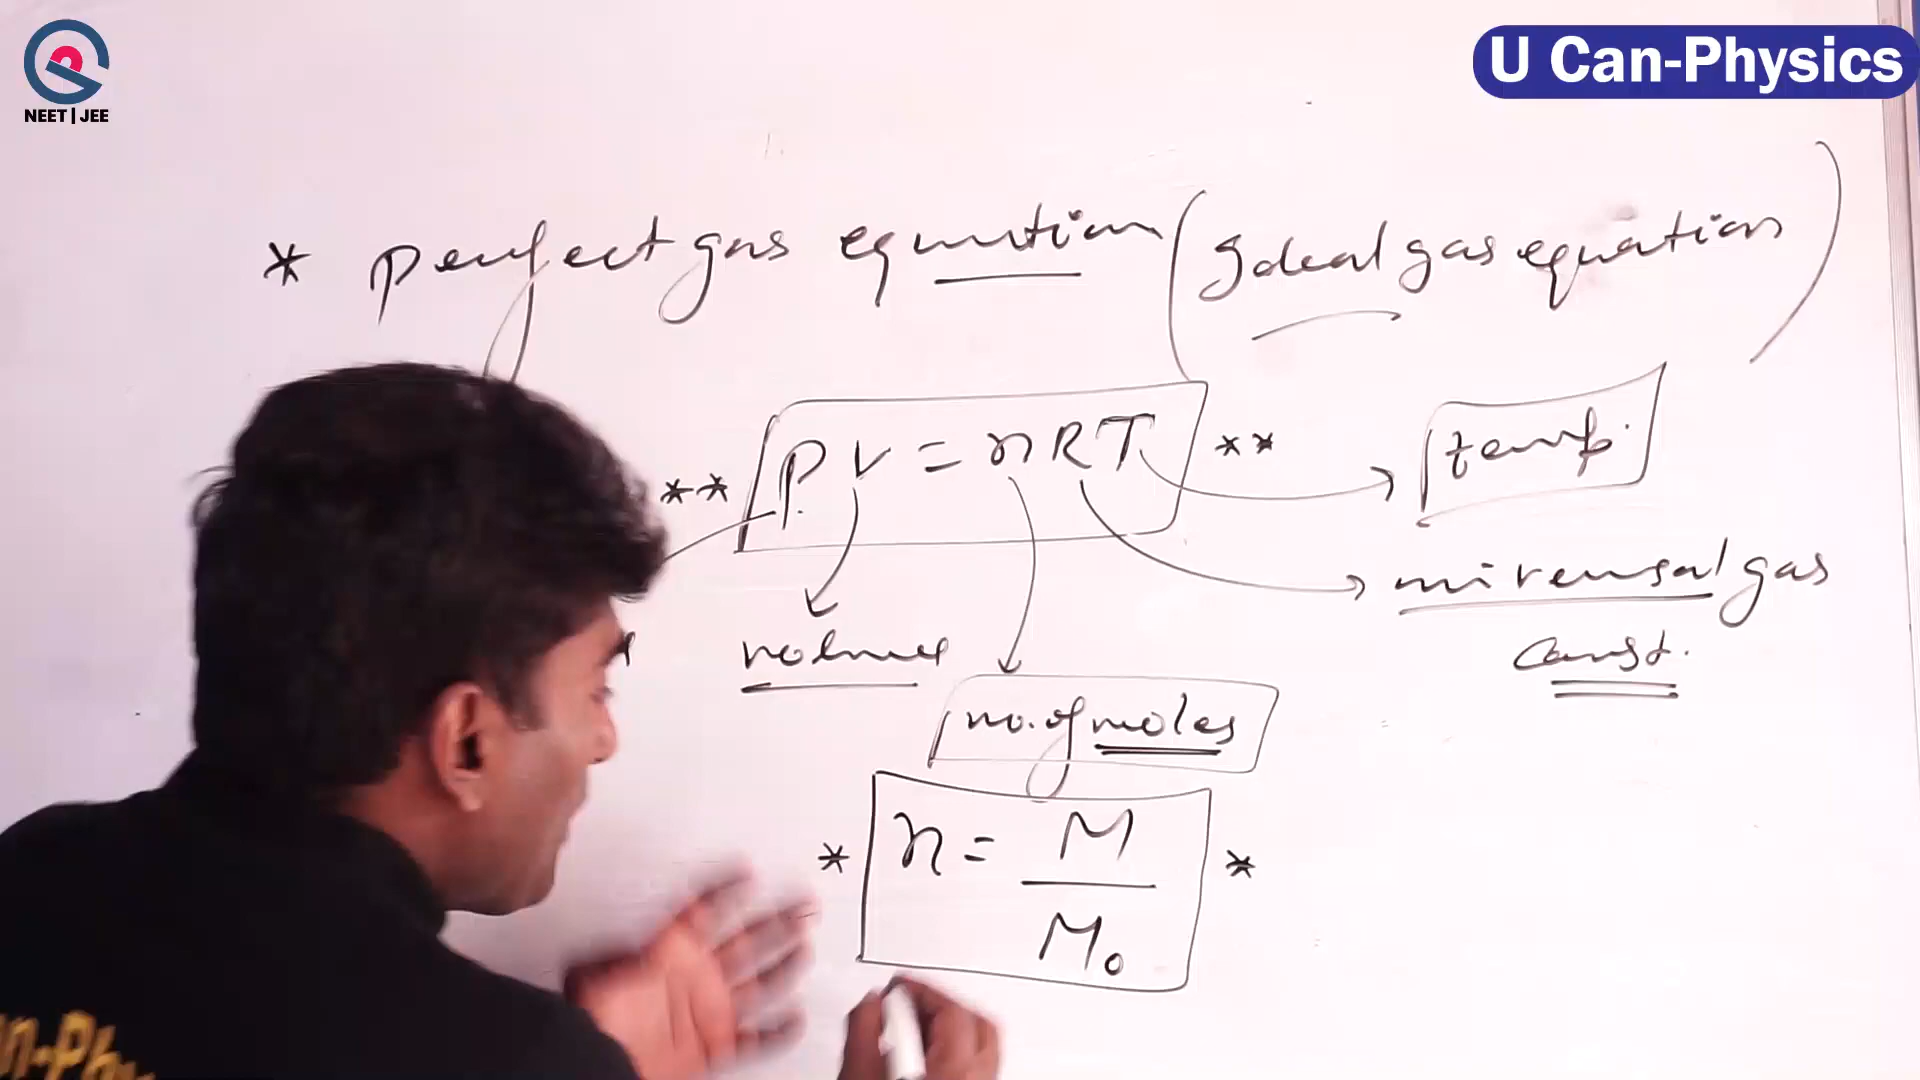 NEET | JEE
U Can-Physics
* perfect gas equation (Ideal gas equation)
** PV = nRT **
temp.
universal gas
const.
volume
no. of moles
* n = M / M₀ *